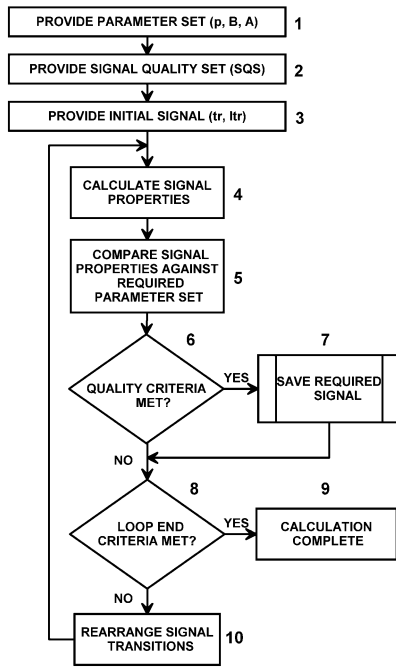 PROVIDE PARAMETER SET (p, B, A)
1
PROVIDE SIGNAL QUALITY SET (SQS)
2
PROVIDE INITIAL SIGNAL (tr, ltr)
3
CALCULATE SIGNAL
PROPERTIES
4
COMPARE SIGNAL
PROPERTIES AGAINST
REQUIRED
PARAMETER SET
5
6
QUALITY CRITERIA
MET?
YES
7
SAVE REQUIRED
SIGNAL
NO
8
LOOP END
CRITERIA MET?
YES
9
CALCULATION
COMPLETE
NO
REARRANGE SIGNAL
TRANSITIONS
10